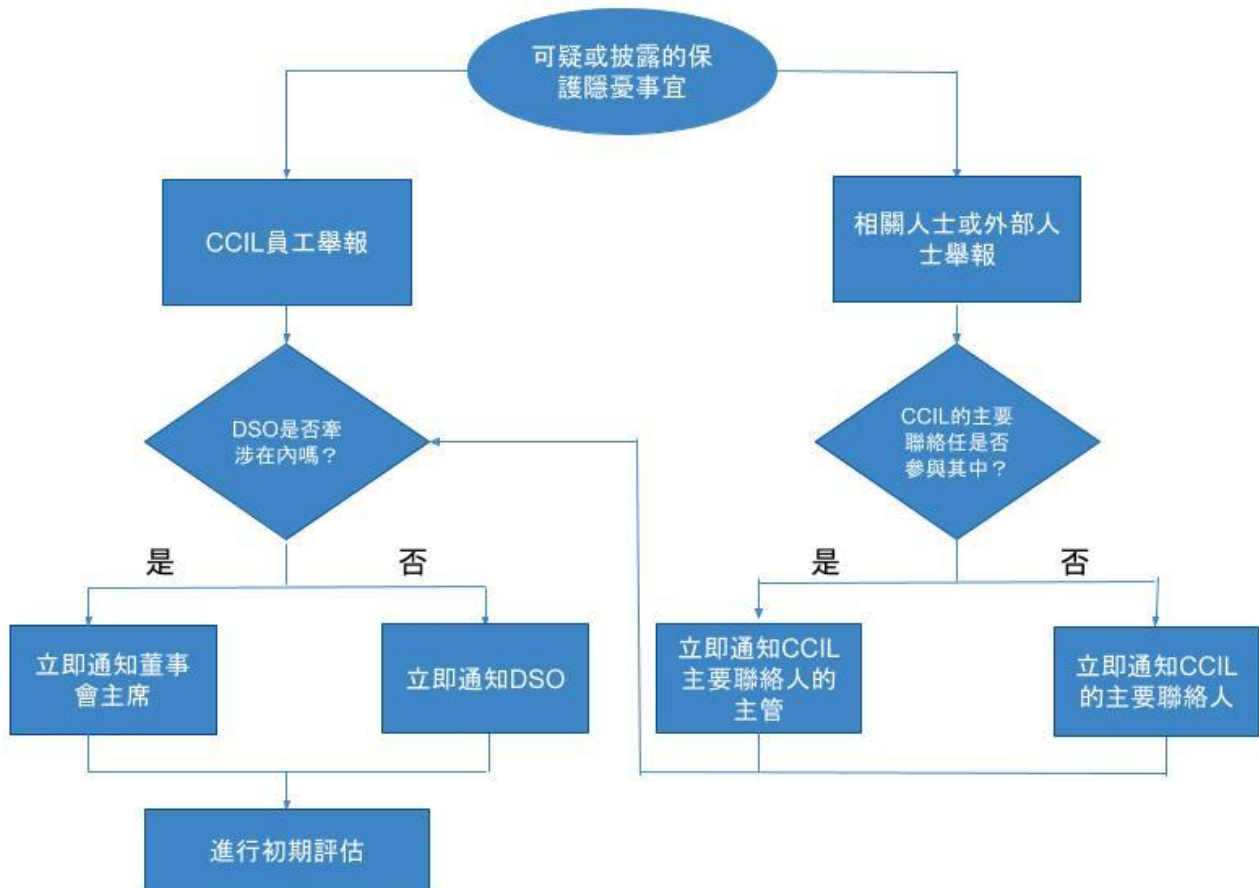 可疑或披露的保
護隱憂事宜
CCIL員工舉報
相關人士或外部人
士舉報
DSO是否牽
涉在內嗎？
CCIL的主要
聯絡任是否
參與其中？
是
否
是
否
立即通知董事
會主席
立即通知DSO
立即通知CCIL
主要聯絡人的
主管
立即通知CCIL
的主要聯絡人
進行初期評估